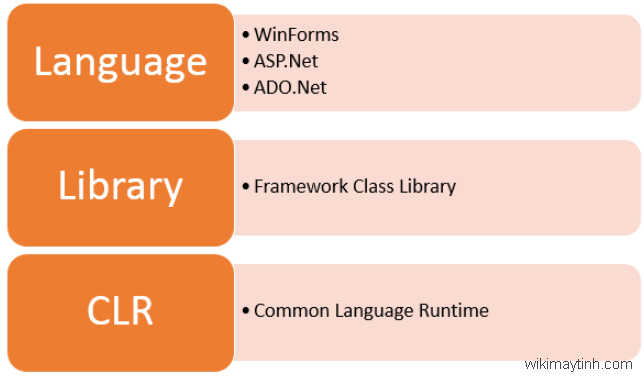 Language
• WinForms
• ASP.Net
• ADO.Net
Library
• Framework Class Library
CLR
• Common Language Runtime
wikimaytinh.com